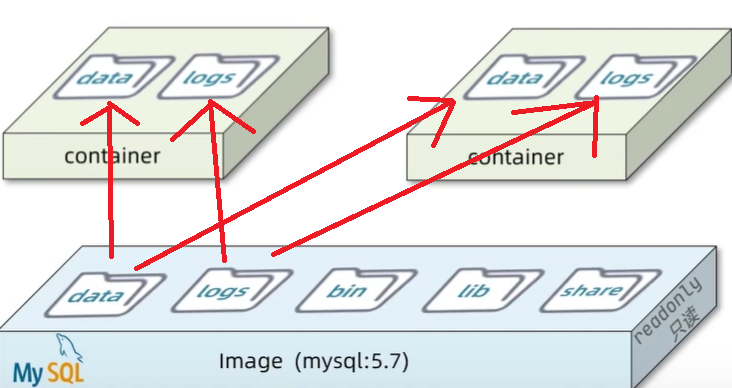 data
logs
data
logs
container
container
data
logs
bin
lib
share
readonly
只读
Image (mysql:5.7)
MySQL